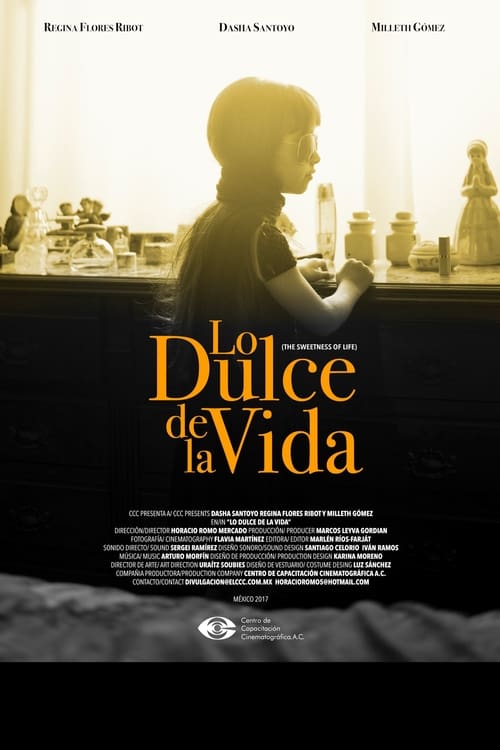 REGINA FLORES RIBOT DASHA SANTOYO MILLETH GÓMEZ
LO
(THE SWEETNESS OF LIFE)
DULCE
de
la VIDA
CCC PRESENTA A/ CCC PRESENTS DASHA SANTOYO REGINA FLORES RIBOT Y MILLETH GÓMEZ
EN/IN "LO DULCE DE LA VIDA"
DIRECCIÓN/DIRECTOR HORACIO ROMO MERCADO PRODUCCIÓN/ PRODUCER MARCOS LEYVA GORDIAN
FOTOGRAFÍA/ CINEMATOGRAPHY FLAVIA MARTÍNEZ EDITORA/ EDITOR MARLÉN RÍOS-FARJÁT
SONIDO DIRECTO/ SOUND SERGEI RAMÍREZ DISEÑO SONORO/SOUND DESIGN SANTIAGO CELORIO IVÁN RAMOS
MÚSICA/ MUSIC ARTURO MORFÍN DISEÑO DE PRODUCCIÓN/ PRODUCTION DESIGN KARINA MORENO
DIRECTOR DE ARTE/ ART DIRECTION URAÍTZ SOUBIES DISEÑO DE VESTUARIO/ COSTUME DESING LUZ SÁNCHEZ
COMPAÑIA PRODUCTORA/PRODUCTION COMPANY CENTRO DE CAPACITACIÓN CINEMATOGRÁFICA A.C.
CONTACTO/CONTACT DIVULGACION@ELCCC.COM.MX HORACIOROMO5@HOTMAIL.COM
MÉXICO 2017
Centro de
Capacitación
Cinematográfica, A.C.